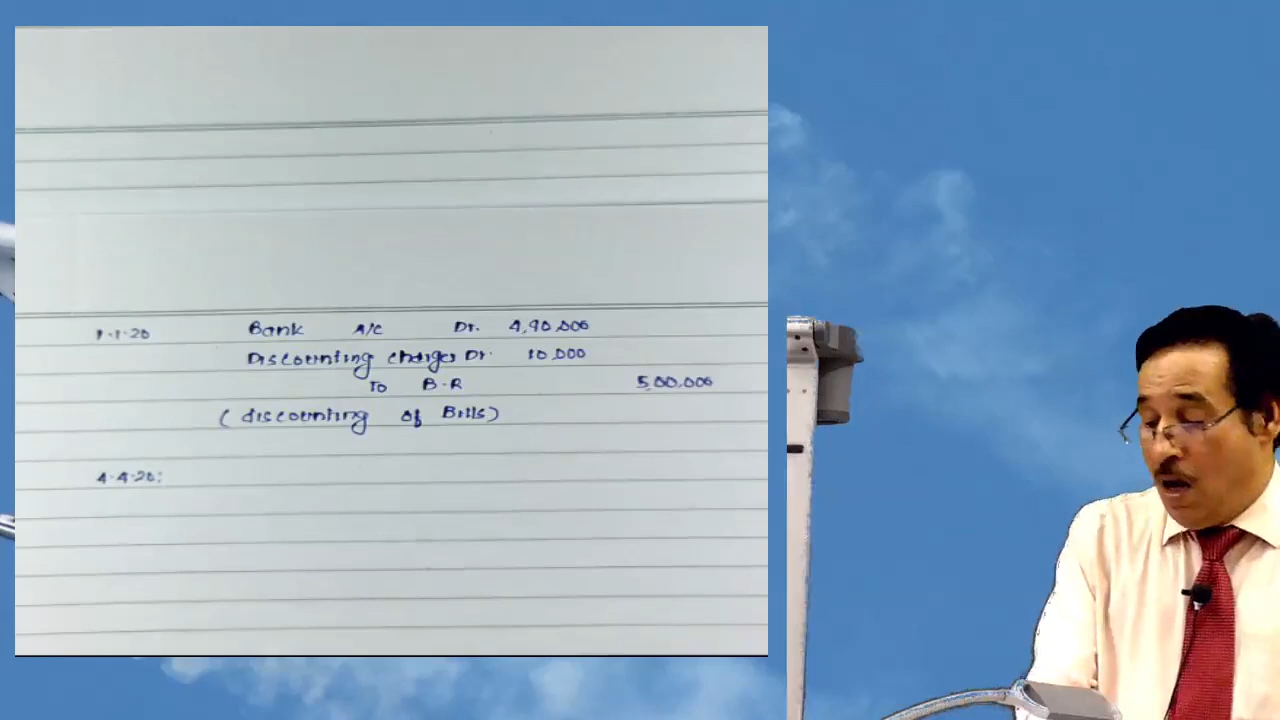 1-1-20 Bank A/C Dr. 4,90,000
Discounting charges Dr. 10,000
To B-R 5,00,000
(discounting of Bills)
4-4-20: